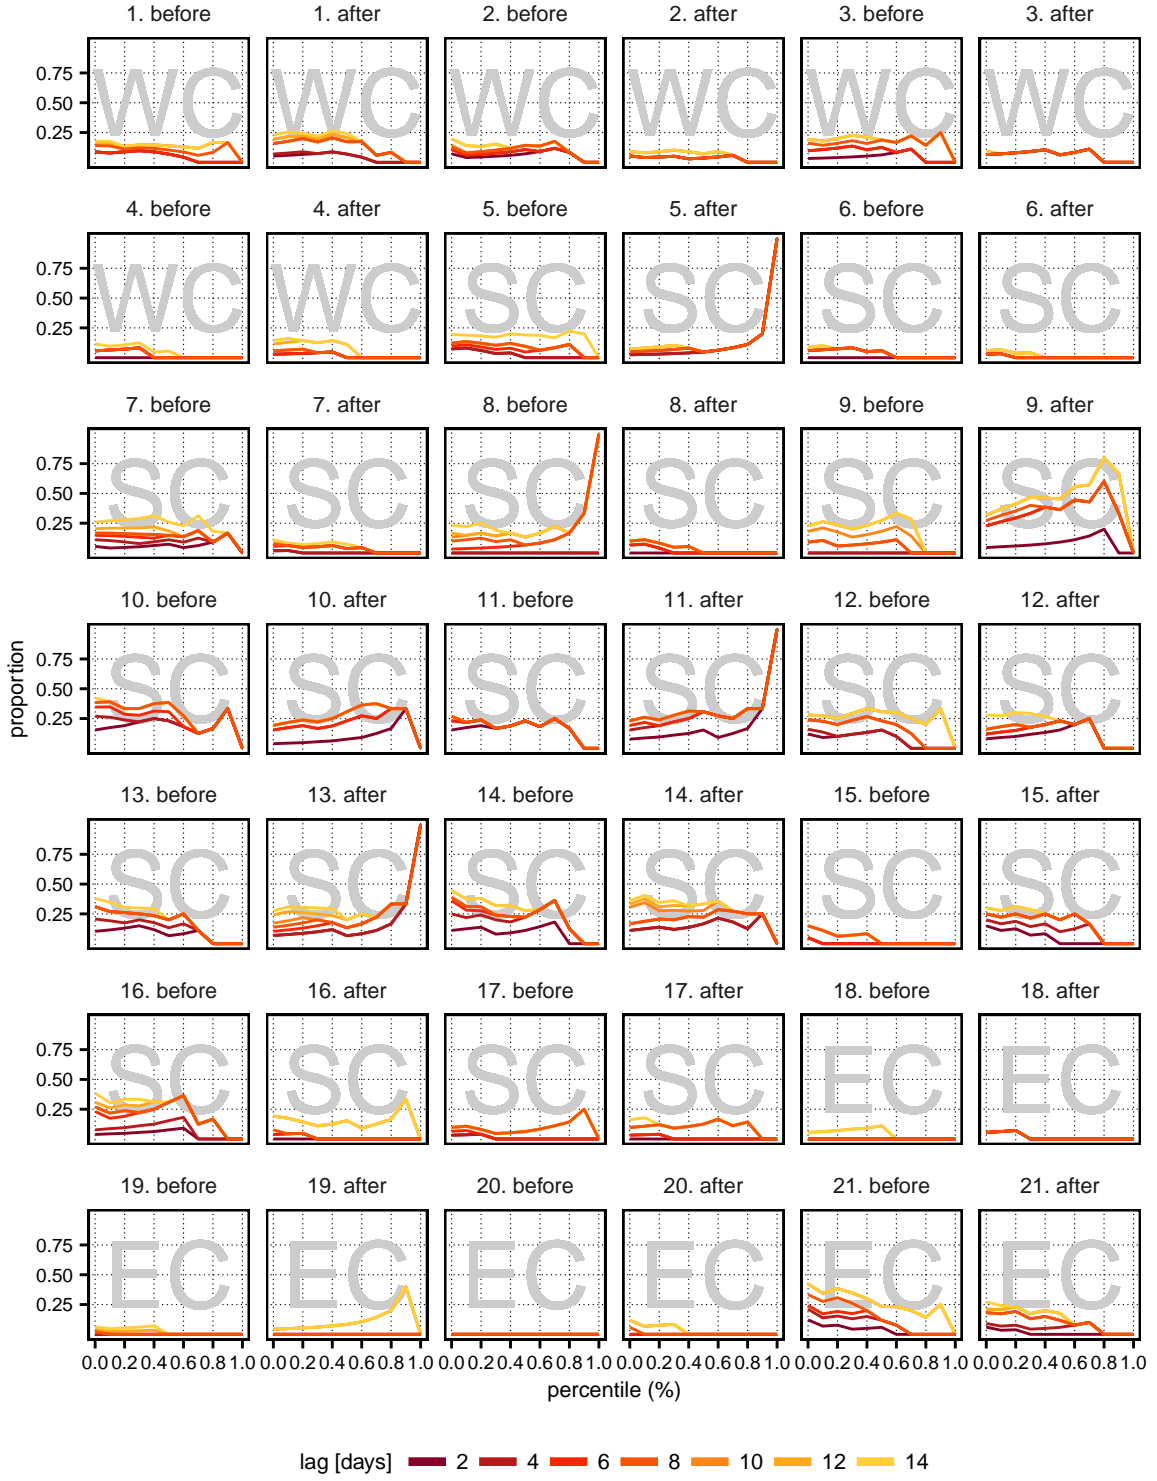 1. before 1. after 2. before 2. after 3. before 3. after
WC WC WC WC WC WC
0.75
0.50
0.25
4. before 4. after 5. before 5. after 6. before 6. after
WC WC SC SC SC SC
0.75
0.50
0.25
7. before 7. after 8. before 8. after 9. before 9. after
SC SC SC SC SC SC
0.75
0.50
0.25
10. before 10. after 11. before 11. after 12. before 12. after
SC SC SC SC SC SC
0.75
0.50
0.25
proportion
13. before 13. after 14. before 14. after 15. before 15. after
SC SC SC SC SC SC
0.75
0.50
0.25
16. before 16. after 17. before 17. after 18. before 18. after
SC SC SC SC EC EC
0.75
0.50
0.25
19. before 19. after 20. before 20. after 21. before 21. after
EC EC EC EC EC EC
0.75
0.50
0.25
0.0 0.2 0.4 0.6 0.8 1.0 0.0 0.2 0.4 0.6 0.8 1.0 0.0 0.2 0.4 0.6 0.8 1.0 0.0 0.2 0.4 0.6 0.8 1.0 0.0 0.2 0.4 0.6 0.8 1.0 0.0 0.2 0.4 0.6 0.8 1.0
percentile (%)
lag [days] 2 4 6 8 10 12 14